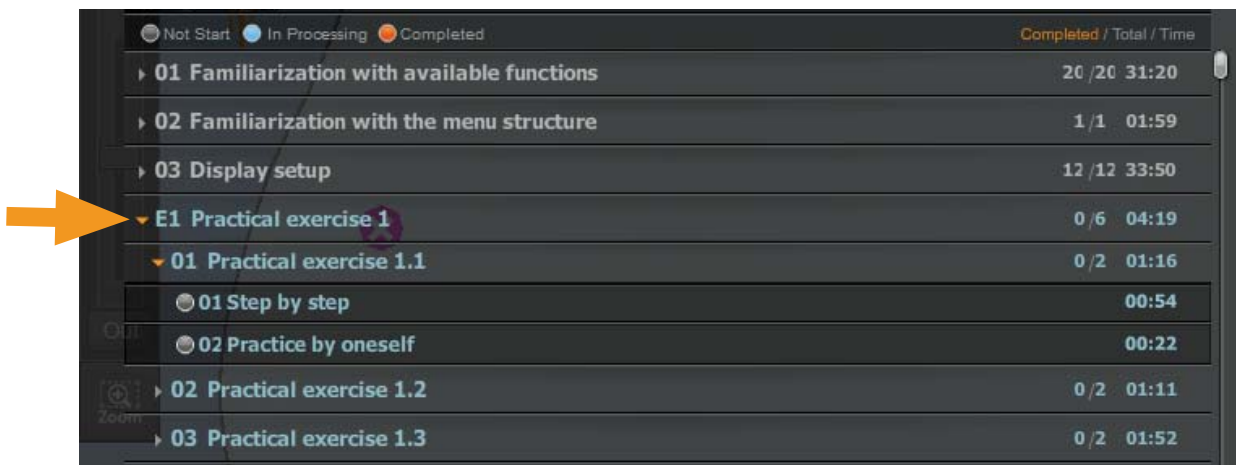 Not Start In Processing Completed Completed / Total / Time
01 Familiarization with available functions 20 /20 31:20
02 Familiarization with the menu structure 1 /1 01:59
03 Display setup 12 /12 33:50
E1 Practical exercise 1 0 /6 04:19
01 Practical exercise 1.1 0 /2 01:16
01 Step by step 00:54
Out
02 Practice by oneself 00:22
02 Practical exercise 1.2 0 /2 01:11
Zoom
03 Practical exercise 1.3 0 /2 01:52